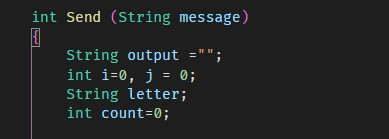 int Send (String message)
{
String output ="";
int i=0, j = 0;
String letter;
int count=0;